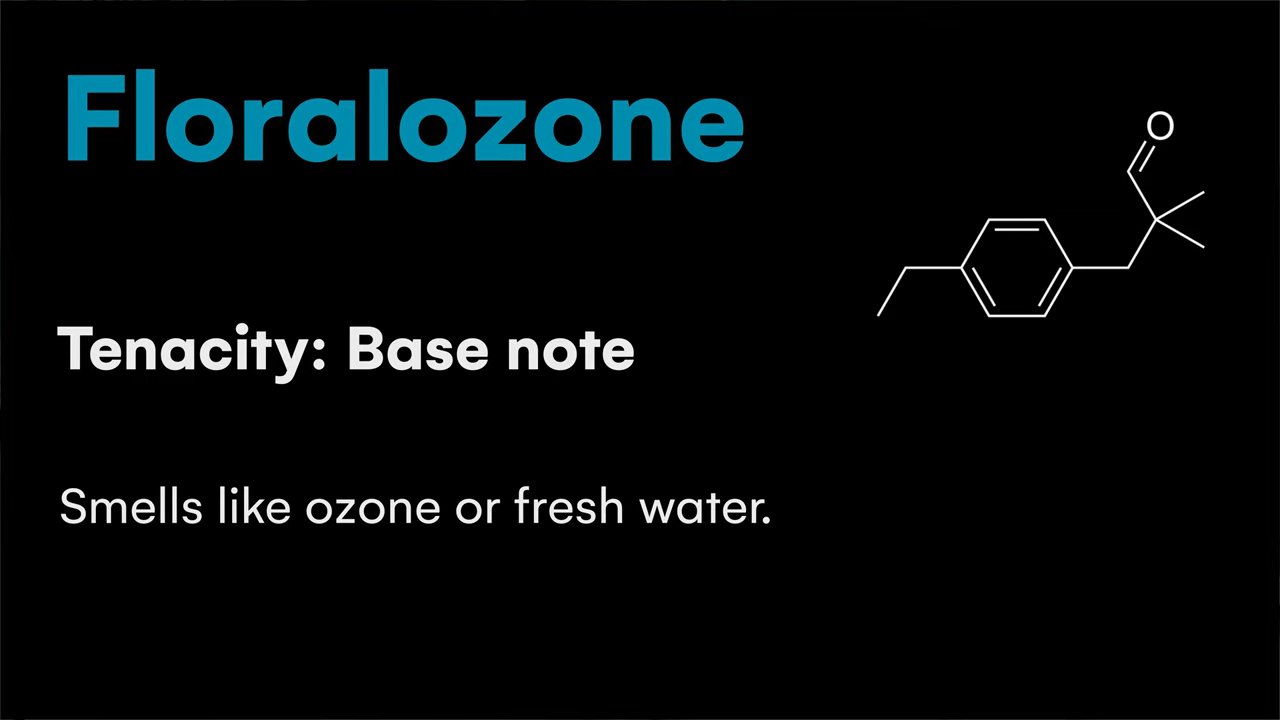 Floralozone
O
Tenacity: Base note
Smells like ozone or fresh water.